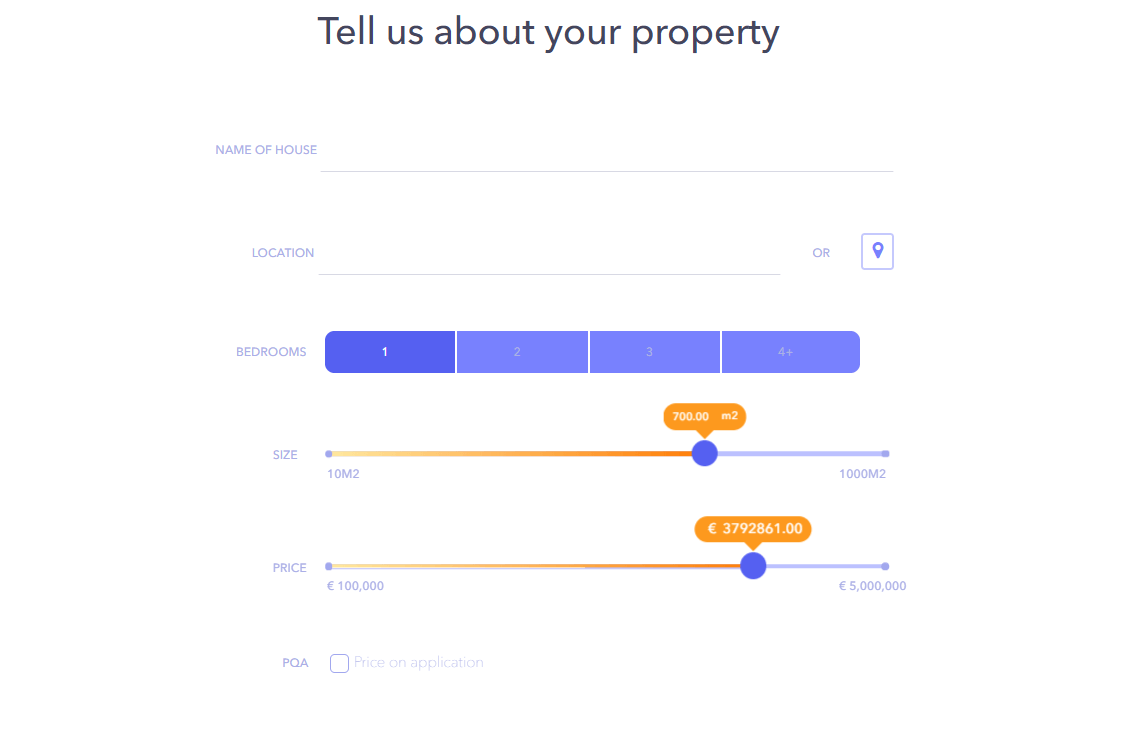 Tell us about your property
NAME OF HOUSE
LOCATION OR
BEDROOMS 1 2 3 4+
700.00 m2
SIZE
10M2 1000M2
€ 3792861.00
PRICE
€ 100,000 € 5,000,000
PQA Price on application